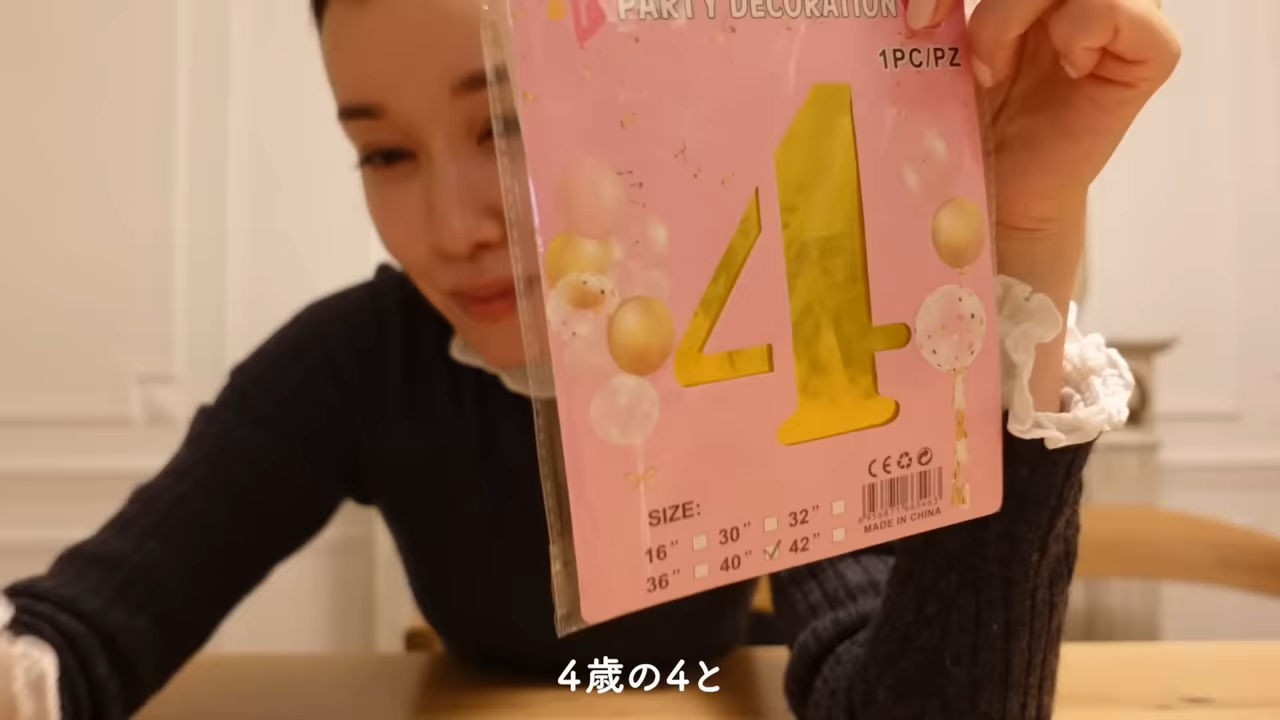 PARTY DECORATION
1PC/PZ
4
SIZE:
16" 30" 32"
36" 40" 42"
CE
MADE IN CHINA
4歳の4と